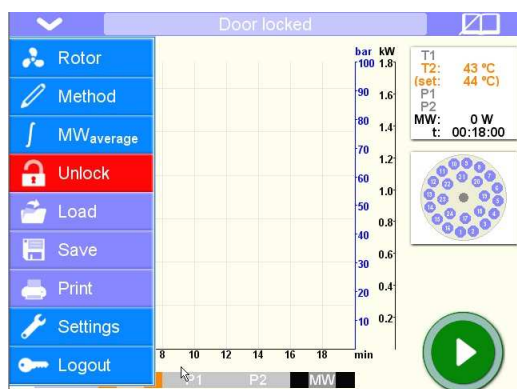 Door locked
Rotor
Method
MWaverage
Unlock
Load
Save
Print
Settings
Logout
bar kW
100 1.8
90 1.6
80 1.4
70
1.2
60
1.0
50
0.8
40
0.6
30
20 0.4
10 0.2
8 10 12 14 16 18 min
P1 P2 MW
T1
T2: 43 °C
(set: 44 °C)
P1
P2
MW: 0 W
t: 00:18:00